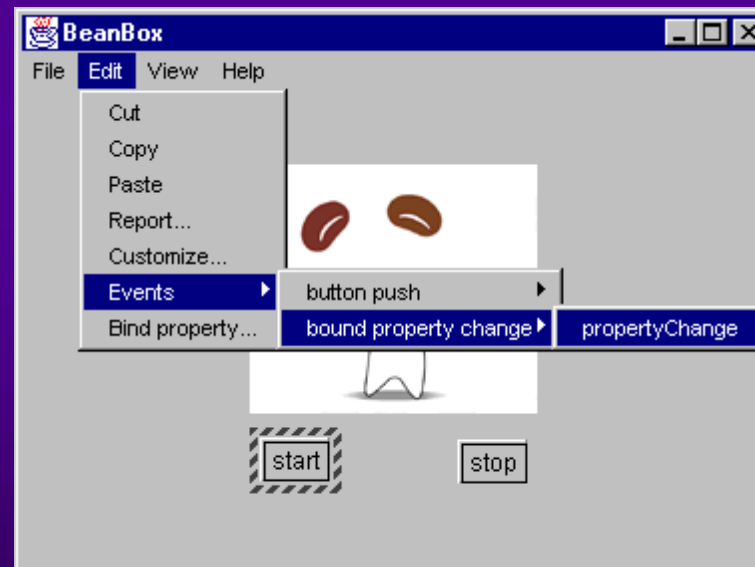 BeanBox
File Edit View Help
Cut
Copy
Paste
Report...
Customize...
Events
Bind property...
button push
bound property change
propertyChange
start
stop